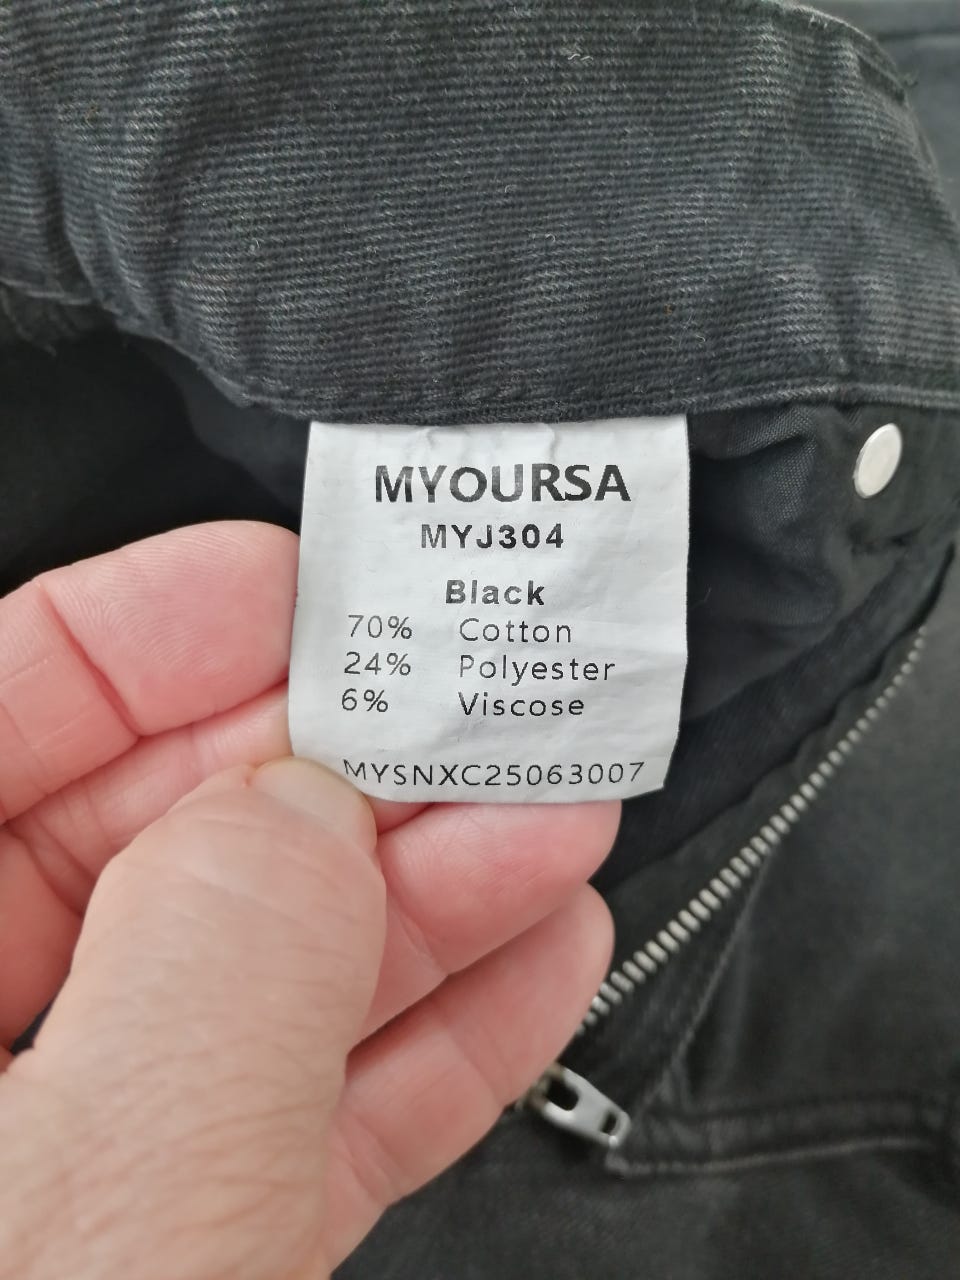 MYOURSA
MYJ304
Black
70% Cotton
24% Polyester
6% Viscose
MYSNXC25063007